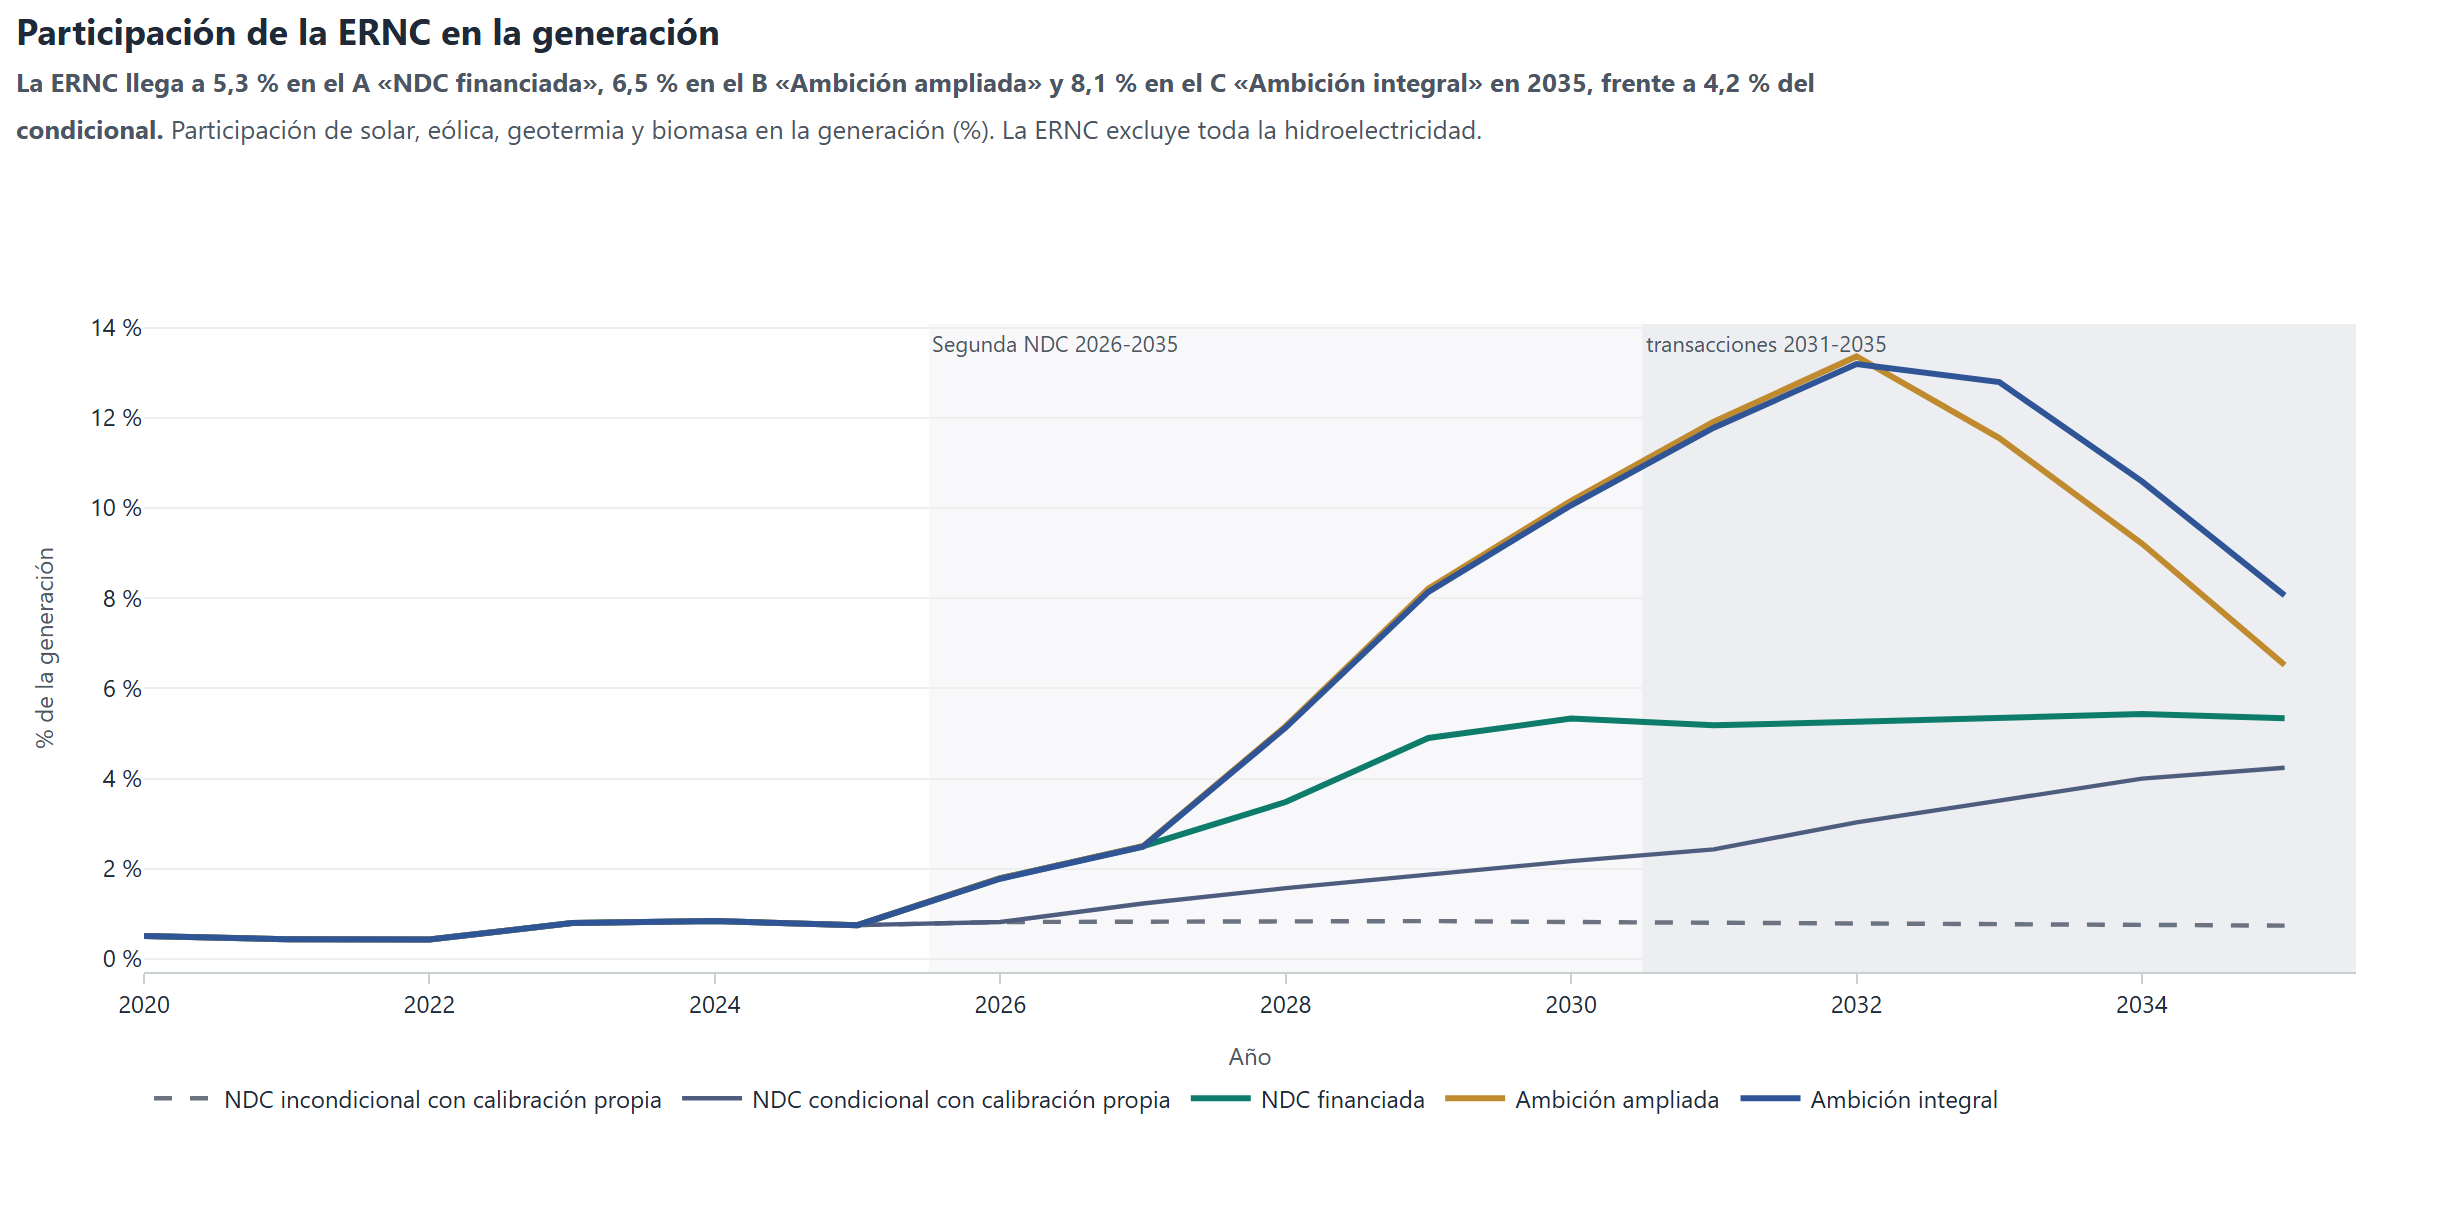 Participación de la ERNC en la generación
La ERNC llega a 5,3 % en el A «NDC financiada», 6,5 % en el B «Ambición ampliada» y 8,1 % en el C «Ambición integral» en 2035, frente a 4,2 % del
condicional. Participación de solar, eólica, geotermia y biomasa en la generación (%). La ERNC excluye toda la hidroelectricidad.
14 %
Segunda NDC 2026-2035
transacciones 2031-2035
12 %
10 %
8 %
6 %
4 %
2 %
0 %
% de la generación
2020
2022
2024
2026
2028
2030
2032
2034
Año
NDC incondicional con calibración propia
NDC condicional con calibración propia
NDC financiada
Ambición ampliada
Ambición integral